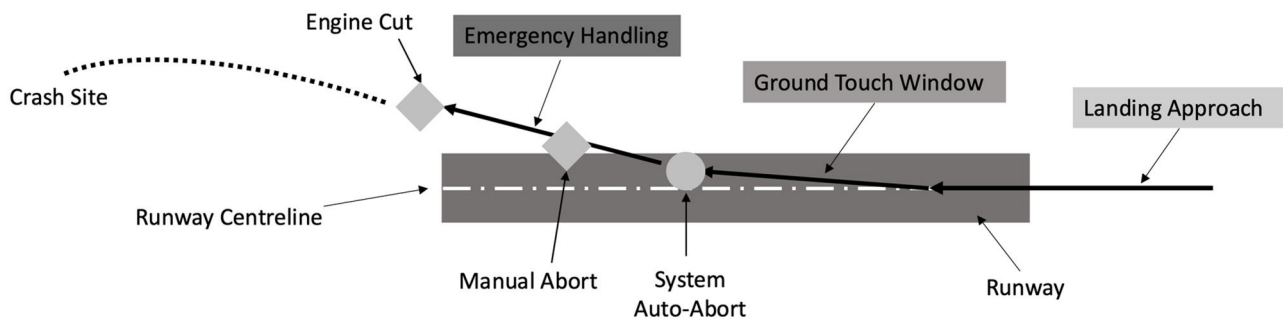 Engine Cut
Emergency Handling
Ground Touch Window
Crash Site
Landing Approach
Runway Centreline
Manual Abort
System
Auto-Abort
Runway